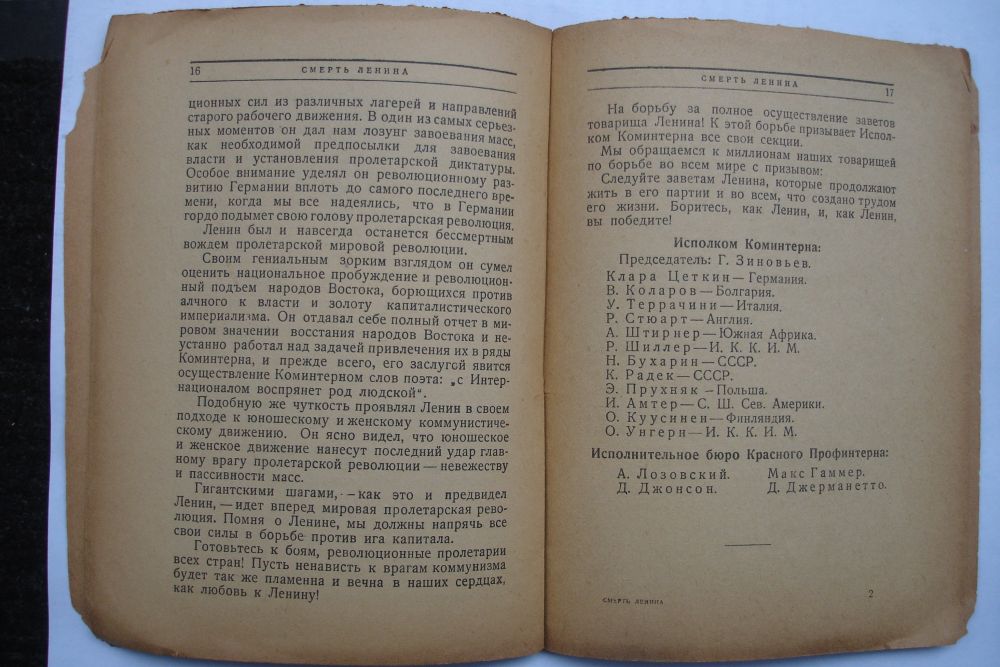 16
СМЕРТЬ ЛЕНИНА
ционных сил из различных лагерей и направлений
старого рабочего движения. В один из самых серьез-
ных моментов он дал нам лозунг завоевания масс,
как необходимой предпосылки для завоевания
власти и установления пролетарской диктатуры.
Особое внимание уделял он революционному раз-
витию Германии вплоть до самого последнего вре-
мени, когда мы все надеялись, что в Германии
гордо подымет свою голову пролетарская революция.
Ленин был и навсегда останется бессмертным
вождем пролетарской мировой революции.
Своим гениальным зорким взглядом он сумел
оценить национальное пробуждение и революцион-
ный подъем народов Востока, борющихся против
алчного к власти и золоту капиталистического
империализма. Он отдавал себе полный отчет в ми-
ровом значении восстания народов Востока и не-
устанно работал над задачей привлечения их в ряды
Коминтерна, и прежде всего, его заслугой явится
осуществление Коминтерном слов поэта: „с Интер-
националом воспрянет род людской“.
Подобную же чуткость проявлял Ленин в своем
подходе к юношескому и женскому коммунистиче-
скому движению. Он ясно видел, что юношеское
и женское движение нанесут последний удар глав-
ному врагу пролетарской революции — невежеству
и пассивности масс.
Гигантскими шагами, — как это и предвидел
Ленин, — идет вперед мировая пролетарская рево-
люция. Помня о Ленине, мы должны напрячь все
свои силы в борьбе против ига капитала.
Готовьтесь к боям, революционные пролетарии
всех стран! Пусть ненависть к врагам коммунизма
будет так же пламенна и вечна в наших сердцах,
как любовь к Ленину!
СМЕРТЬ ЛЕНИНА
17
На борьбу за полное осуществление заветов
товарища Ленина! К этой борьбе призывает Испол-
ком Коминтерна все свои секции.
Мы обращаемся к миллионам наших товарищей
по борьбе во всем мире с призывом:
Следуйте заветам Ленина, которые продолжают
жить в его партии и во всем, что создано трудом
его жизни. Боритесь, как Ленин, и, как Ленин,
вы победите!
Исполком Коминтерна:
Председатель: Г. Зиновьев.
Клара Цеткин — Германия.
В. Коларов — Болгария.
У. Террачини — Италия.
Р. Стюарт — Англия.
А. Штирнер — Южная Африка.
Р. Шиллер — И. К. К. И. М.
Н. Бухарин — СССР.
К. Радек — СССР.
Э. Прухняк — Польша.
И. Амтер — С. Ш. Сев. Америки.
О. Куусинен — Финляндия.
О. Унгерн — И. К. К. И. М.
Исполнительное бюро Красного Профинтерна:
А. Лозовский. Макс Гаммер.
Д. Джонсон. Д. Джерманетто.
СМЕРТЬ ЛЕНИНА 2